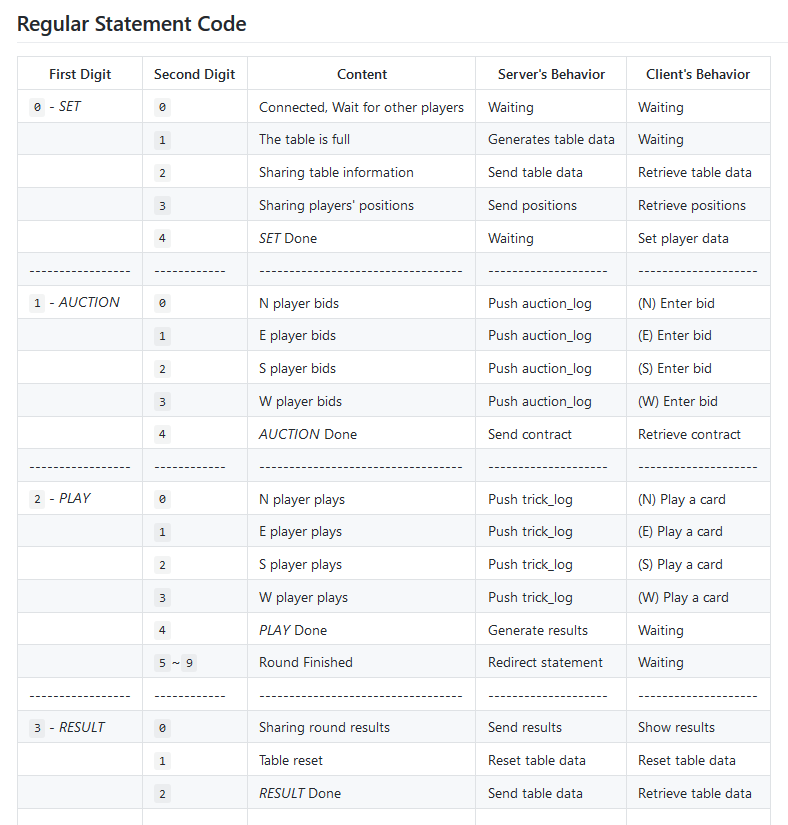 Regular Statement Code
First Digit Second Digit Content Server's Behavior Client's Behavior
0 - SET 0 Connected, Wait for other players Waiting Waiting
1 The table is full Generates table data Waiting
2 Sharing table information Send table data Retrieve table data
3 Sharing players' positions Send positions Retrieve positions
4 SET Done Waiting Set player data
----------------- ------------ ---------------------------------- -------------------- --------------------
1 - AUCTION 0 N player bids Push auction_log (N) Enter bid
1 E player bids Push auction_log (E) Enter bid
2 S player bids Push auction_log (S) Enter bid
3 W player bids Push auction_log (W) Enter bid
4 AUCTION Done Send contract Retrieve contract
----------------- ------------ ---------------------------------- -------------------- --------------------
2 - PLAY 0 N player plays Push trick_log (N) Play a card
1 E player plays Push trick_log (E) Play a card
2 S player plays Push trick_log (S) Play a card
3 W player plays Push trick_log (W) Play a card
4 PLAY Done Generate results Waiting
5 ~ 9 Round Finished Redirect statement Waiting
----------------- ------------ ---------------------------------- -------------------- --------------------
3 - RESULT 0 Sharing round results Send results Show results
1 Table reset Reset table data Reset table data
2 RESULT Done Send table data Retrieve table data